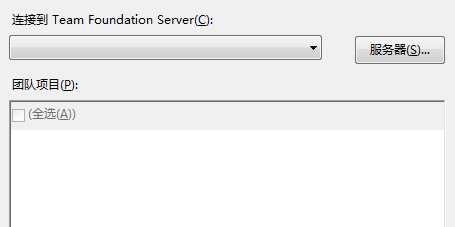 连接到 Team Foundation Server(C):
服务器(S)...
团队项目(P):
(全选(A))